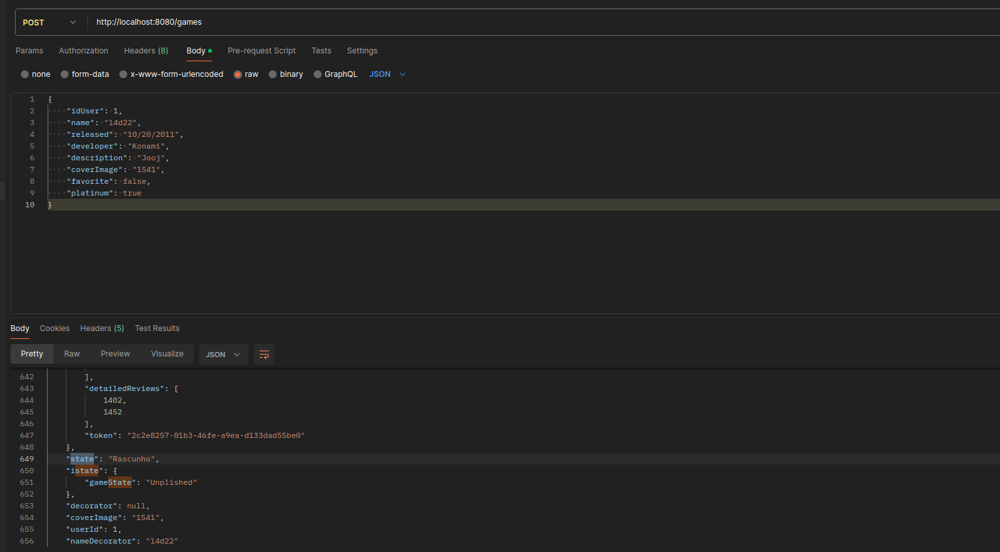 POST http://localhost:8080/games
Params Authorization Headers (8) Body Pre-request Script Tests Settings
none form-data x-www-form-urlencoded raw binary GraphQL JSON
1 {
2 "idUser": 1,
3 "name": "l4d22",
4 "released": "10/20/2011",
5 "developer": "Konami",
6 "description": "Jooj",
7 "coverImage": "1541",
8 "favorite": false,
9 "platinum": true
10 }
Body Cookies Headers (5) Test Results
Pretty Raw Preview Visualize JSON
642 ],
643 "detailedReviews": [
644 1402,
645 1452
646 ],
647 "token": "2c2e8257-01b3-46fe-a9ea-d133dad55be0"
648 },
649 "state": "Rascunho",
650 "istate": {
651 "gameState": "Unplished"
652 },
653 "decorator": null,
654 "coverImage": "1541",
655 "userId": 1,
656 "nameDecorator": "l4d22"